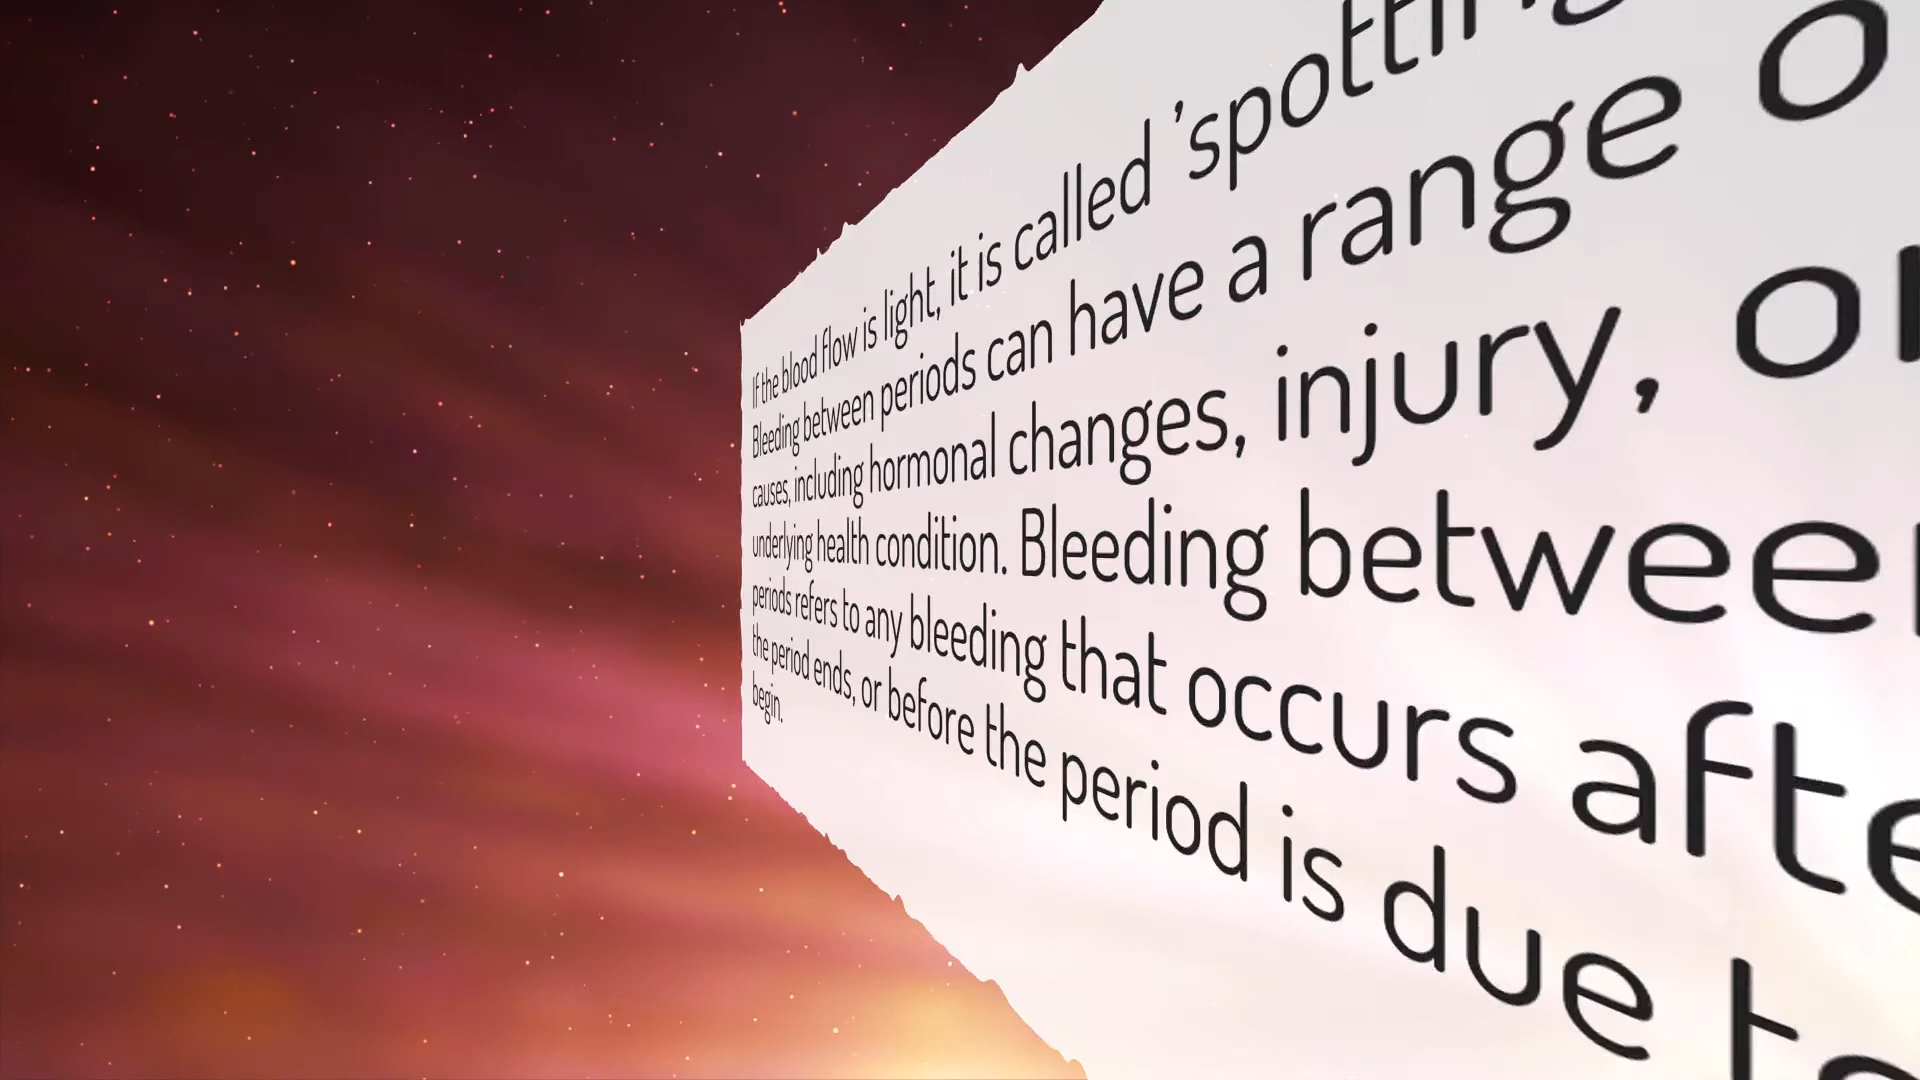 If the blood flow is light, it is called 'spotting
Bleeding between periods can have a range o
causes, including hormonal changes, injury, or
underlying health condition. Bleeding between
periods refers to any bleeding that occurs afte
the period ends, or before the period is due to
begin.